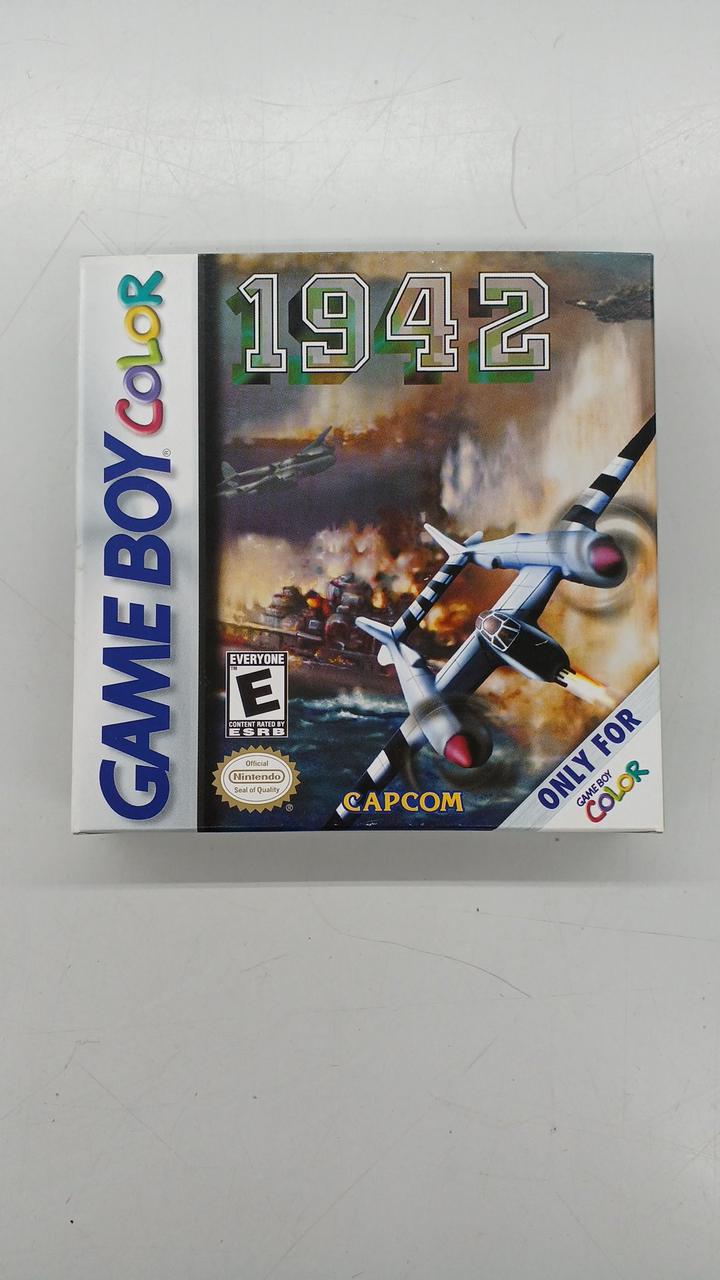 GAME BOY COLOR®
1942
EVERYONE
™
E
CONTENT RATED BY
ESRB
Official
Nintendo
Seal of Quality
®
CAPCOM
ONLY FOR
GAME BOY
COLOR